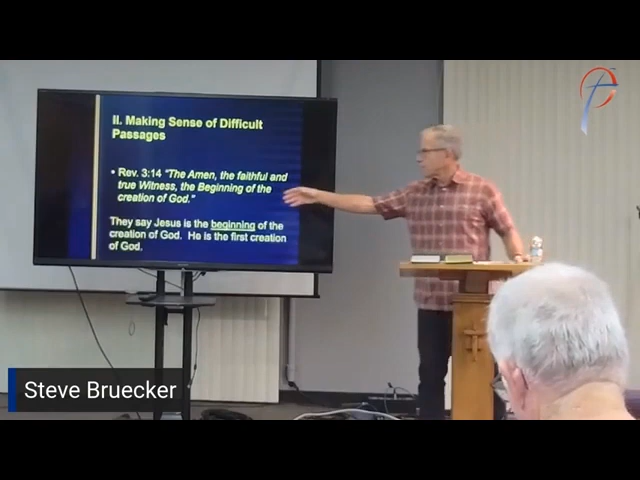 II. Making Sense of Difficult
Passages
• Rev. 3:14 "The Amen, the faithful and
true Witness, the Beginning of the
creation of God."
They say Jesus is the beginning of the
creation of God. He is the first creation
of God.
Steve Bruecker